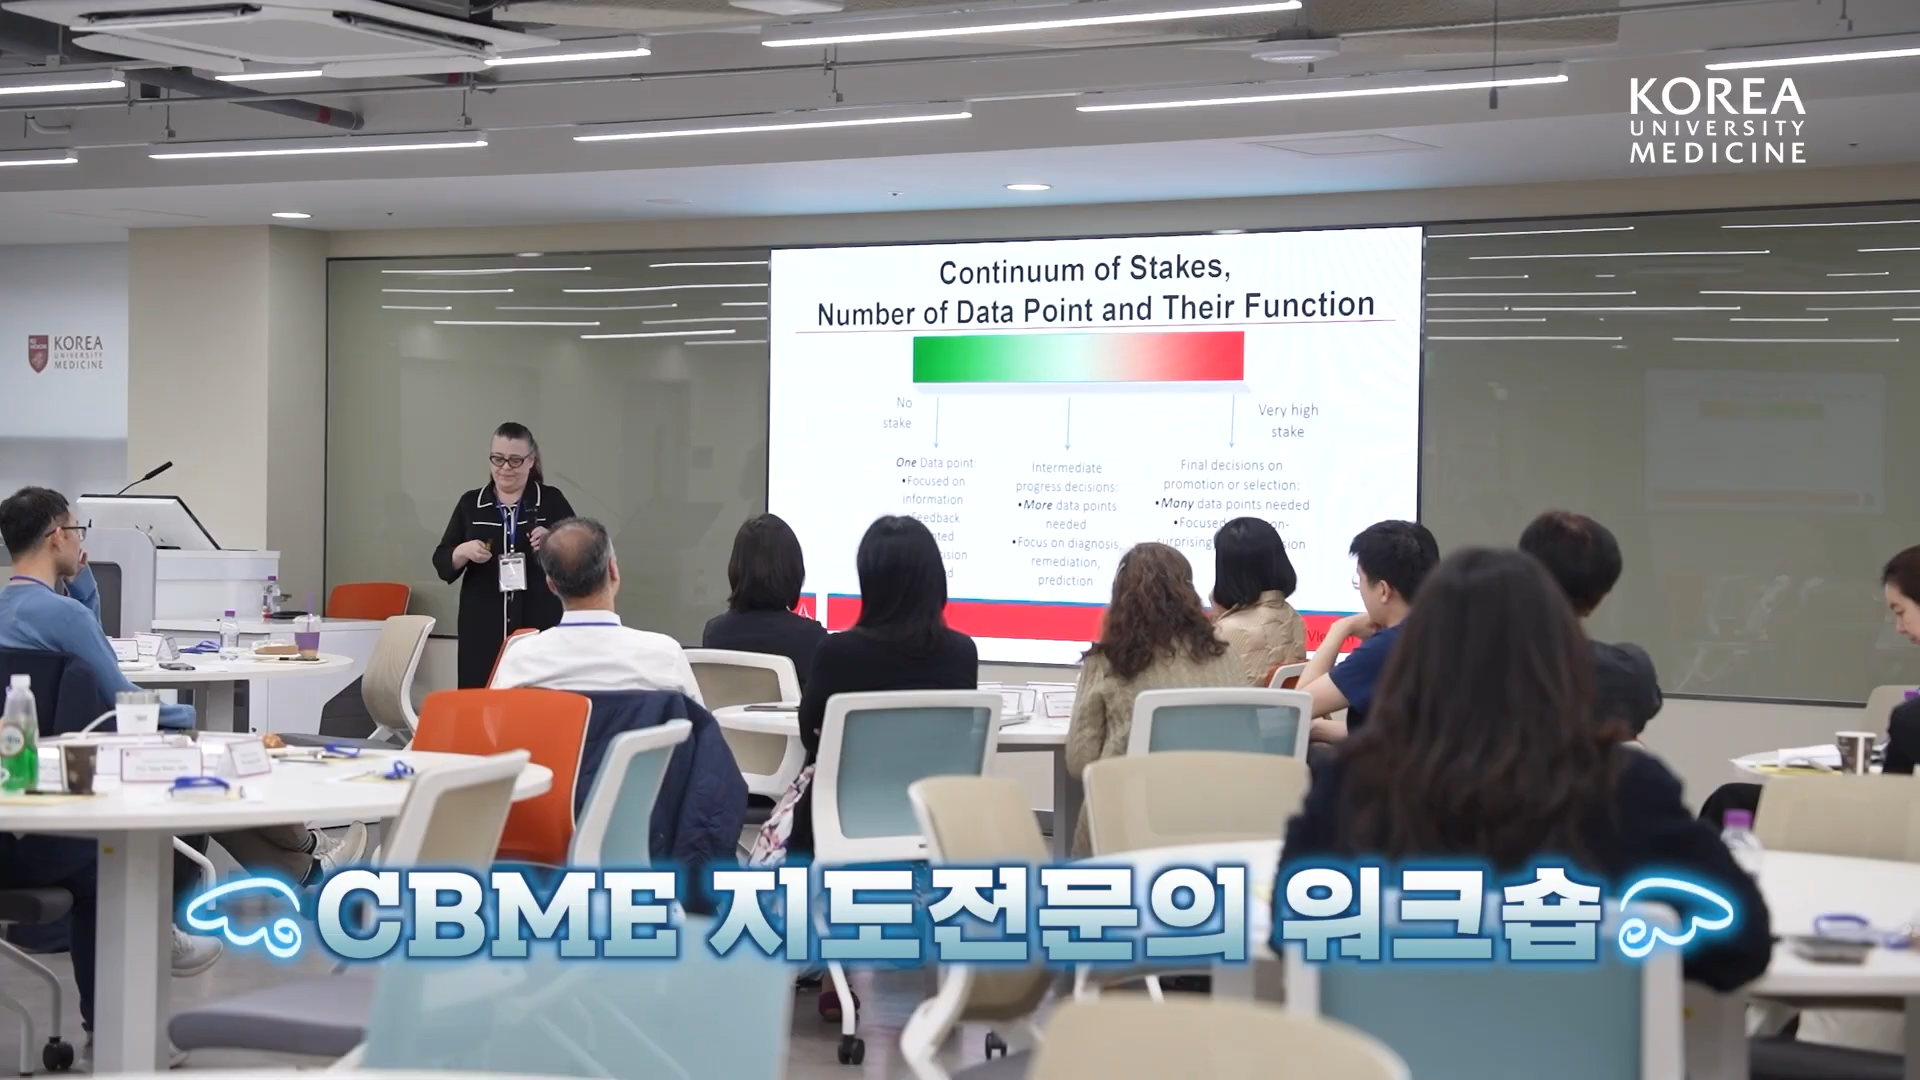 KOREA
UNIVERSITY
MEDICINE
KOREA
UNIVERSITY
MEDICINE
Continuum of Stakes,
Number of Data Point and Their Function
No
stake
Very high
stake
One Data point:
•Focused on
information
Feedback
Intermediate
progress decisions:
•More data points
needed
•Focus on diagnosis,
remediation,
prediction
Final decisions on
promotion or selection:
•Many data points needed
•Focused
CBME 지도전문의 워크숍